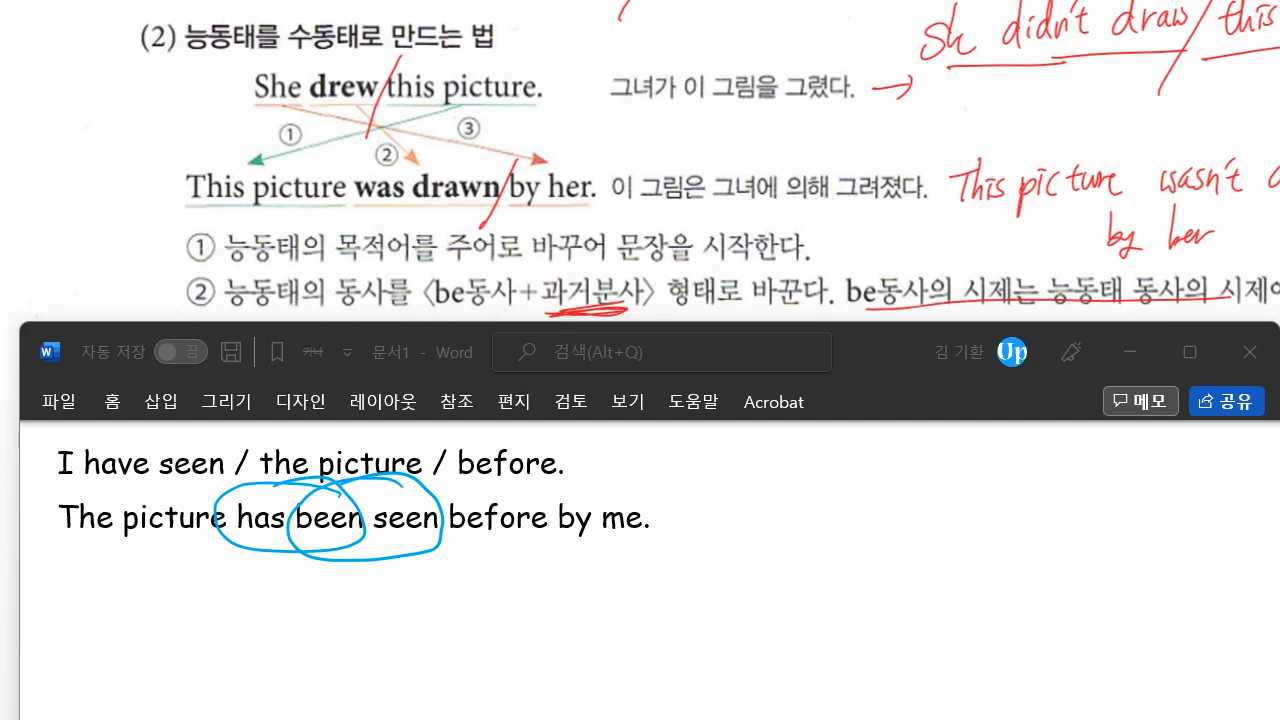 (2) 능동태를 수동태로 만드는 법
She didn't draw / this
She drew / this picture. 그녀가 이 그림을 그렸다. →
① ② ③
This picture was drawn / by her. 이 그림은 그녀에 의해 그려졌다. This picture wasn't
by her
① 능동태의 목적어를 주어로 바꾸어 문장을 시작한다.
② 능동태의 동사를 〈be동사+과거분사〉 형태로 바꾼다. be동사의 시제는 능동태 동사의 시제에
자동 저장 끔 가나 문서1 - Word 검색(Alt+Q) 김 기환 Up
파일 홈 삽입 그리기 디자인 레이아웃 참조 편지 검토 보기 도움말 Acrobat 메모 공유
I have seen / the picture / before.
The picture has been seen before by me.